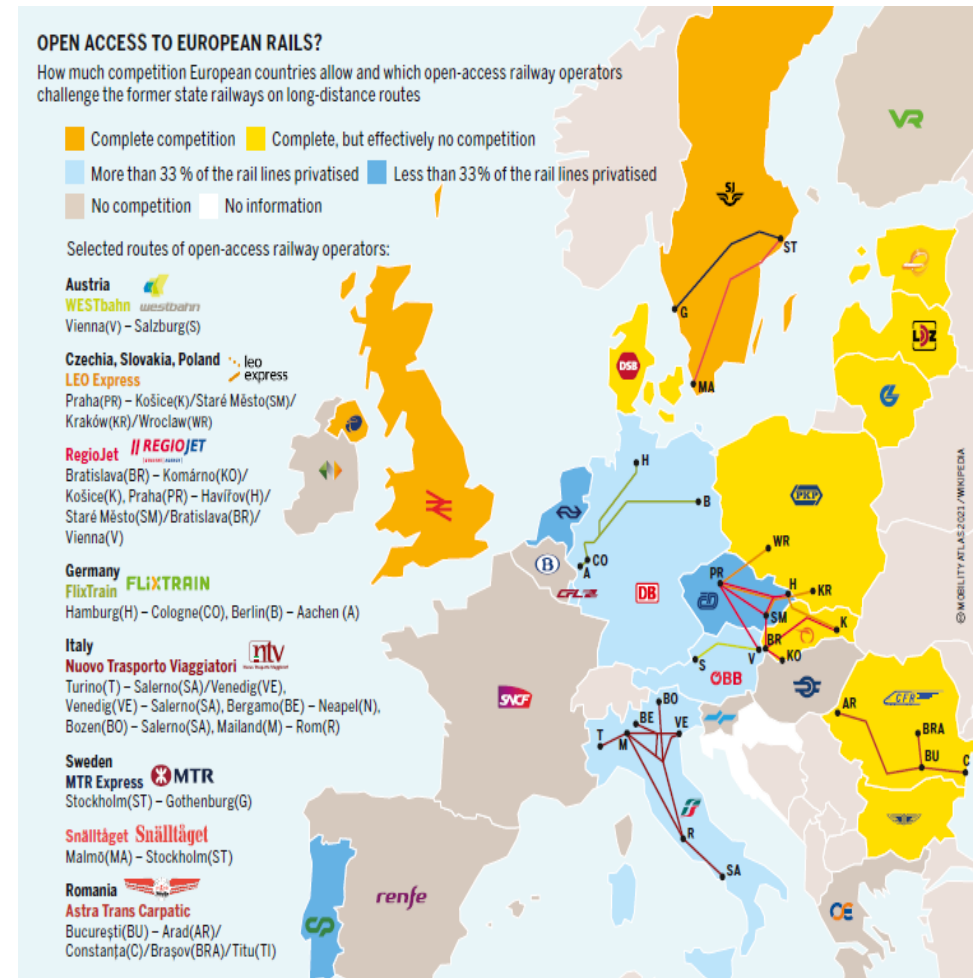 OPEN ACCESS TO EUROPEAN RAILS?
How much competition European countries allow and which open-access railway operators
challenge the former state railways on long-distance routes
Complete competition
Complete, but effectively no competition
More than 33 % of the rail lines privatised
Less than 33% of the rail lines privatised
No competition
No information
Selected routes of open-access railway operators:
Austria
WESTbahn westbahn
Vienna(V) – Salzburg(S)
Czechia, Slovakia, Poland
leo
express
LEO Express
Praha(PR) – Košice(K)/Staré Město(SM)/
Kraków(KR)/Wroclaw(WR)
RegioJet REGIOJET
Bratislava(BR) – Komárno(KO)/
Košice(K), Praha(PR) – Havířov(H)/
Staré Město(SM)/Bratislava(BR)/
Vienna(V)
Germany
FlixTrain FLiXTRAIN
Hamburg(H) – Cologne(CO), Berlin(B) – Aachen (A)
Italy
Nuovo Trasporto Viaggiatori ntv
Turino(T) – Salerno(SA)/Venedig(VE),
Venedig(VE) – Salerno(SA), Bergamo(BE) – Neapel(N),
Bozen(BO) – Salerno(SA), Mailand(M) – Rom(R)
Sweden
MTR Express MTR
Stockholm(ST) – Gothenburg(G)
Snälltåget Snälltåget
Malmö(MA) – Stockholm(ST)
Romania
Astra Trans Carpatic
București(BU) – Arad(AR)/
Constanța(C)/Brașov(BRA)/Titu(TI)
VR
SJ
ST
G
MA
DSB
LDZ
H
B
CO
A
B
CFL
DB
PKP
WR
PR
H
KR
ČD
SM
K
BR
V
KO
S
ÖBB
SNCF
BO
BE
VE
T
M
R
SA
AR
CFR
BRA
BU
C
renfe
CP
OE
© MOBILITY ATLAS 2021 / WIKIPEDIA